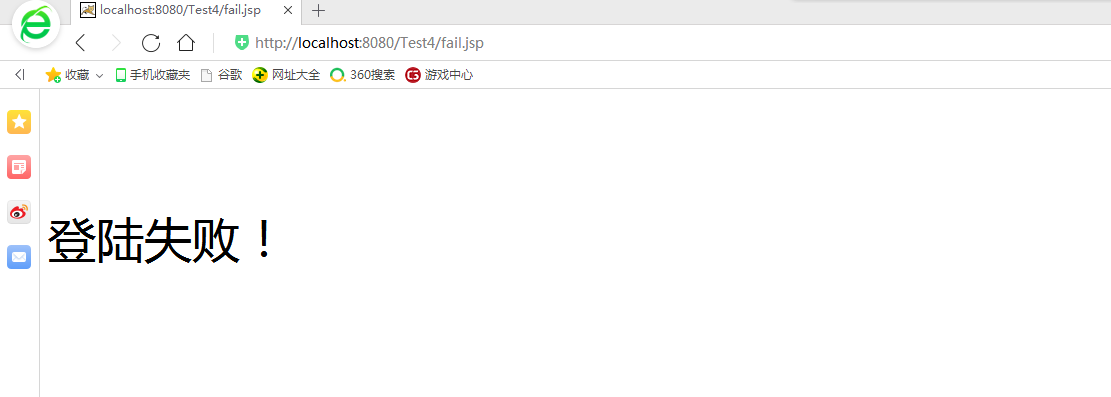 localhost:8080/Test4/fail.jsp
http://localhost:8080/Test4/fail.jsp
收藏 手机收藏夹 谷歌 网址大全 360搜索 G3 游戏中心
登陆失败！